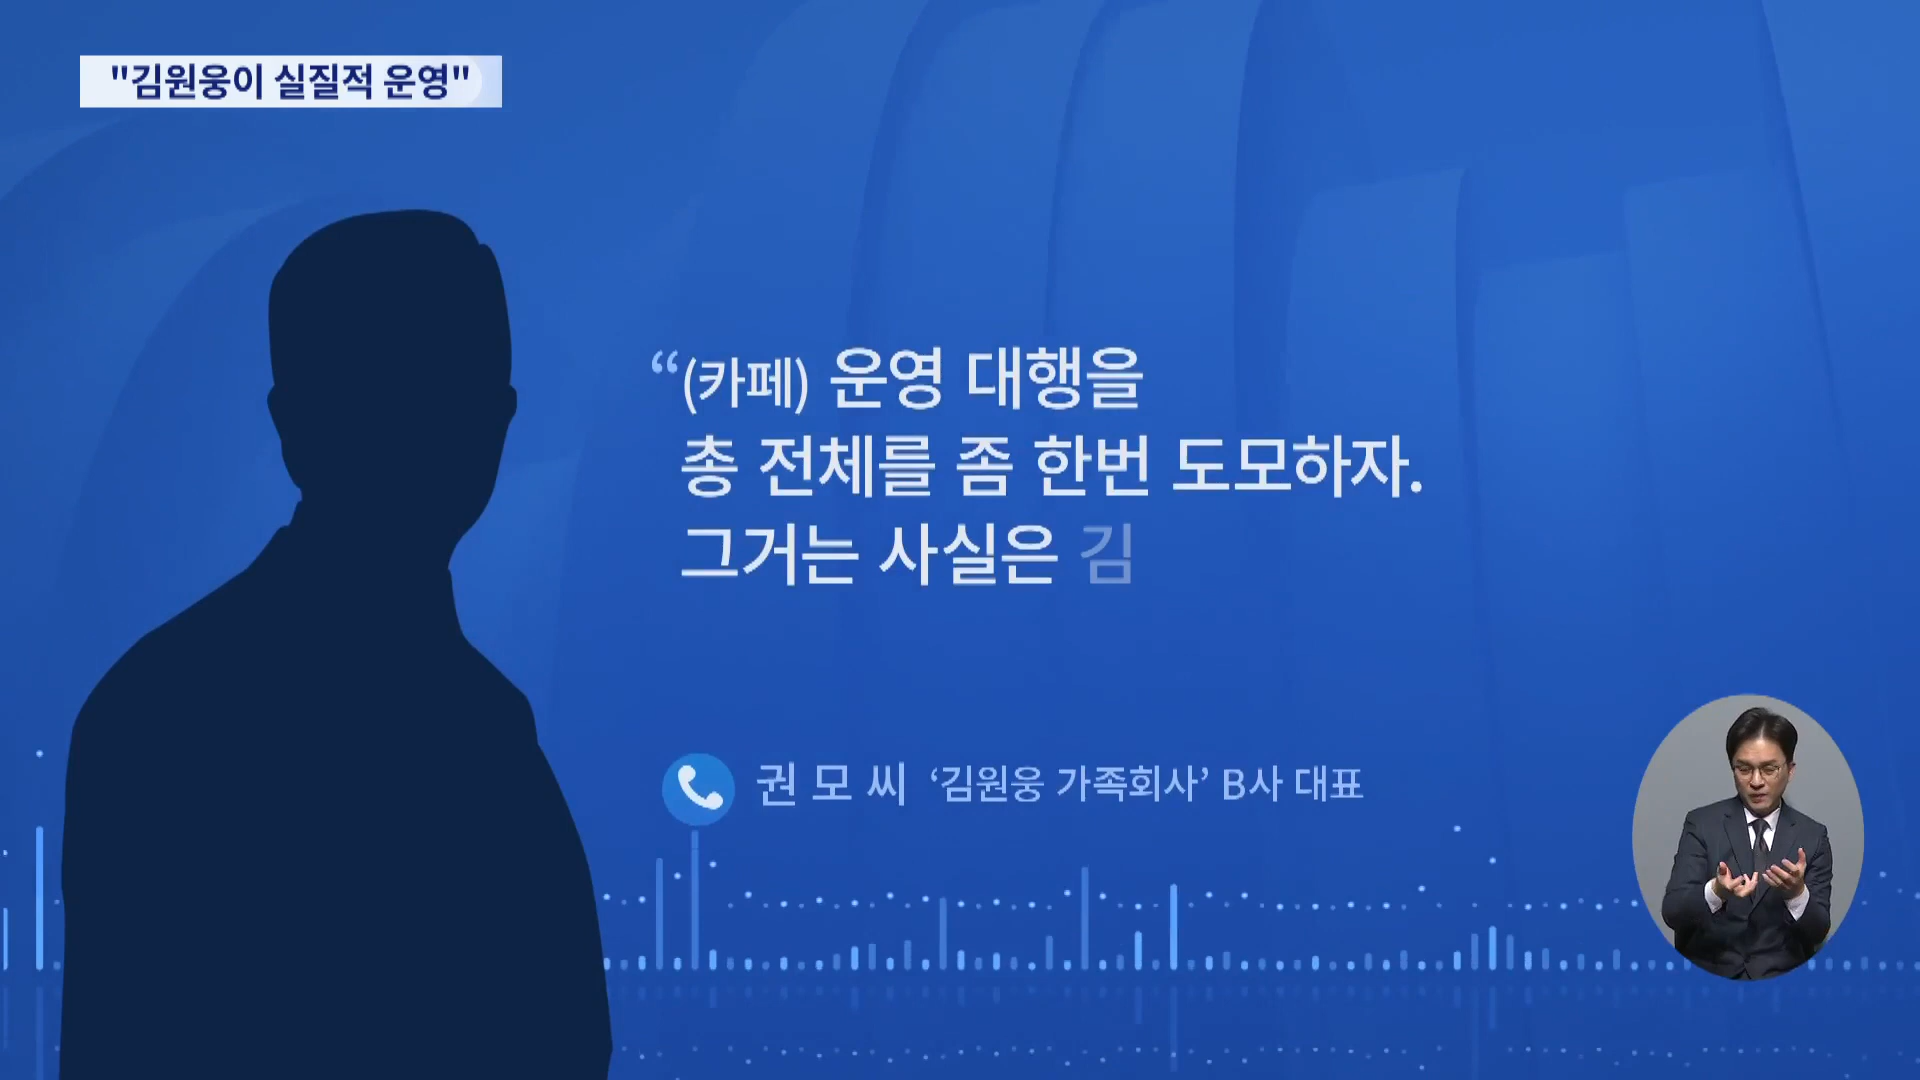 "김원웅이 실질적 운영"
“(카페) 운영 대행을
총 전체를 좀 한번 도모하자.
그거는 사실은 김
권 모 씨 ‘김원웅 가족회사’ B사 대표